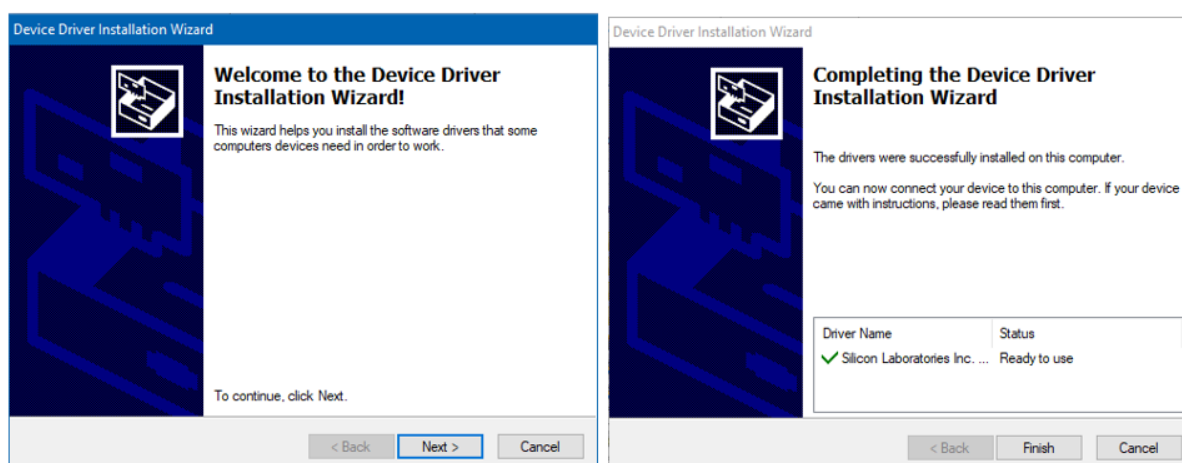 Device Driver Installation Wizard
Welcome to the Device Driver
Installation Wizard!
This wizard helps you install the software drivers that some
computers devices need in order to work.
To continue, click Next.
< Back
Next >
Cancel
Device Driver Installation Wizard
Completing the Device Driver
Installation Wizard
The drivers were successfully installed on this computer.
You can now connect your device to this computer. If your device
came with instructions, please read them first.
Driver Name
Status
Silicon Laboratories Inc. ...
Ready to use
< Back
Finish
Cancel